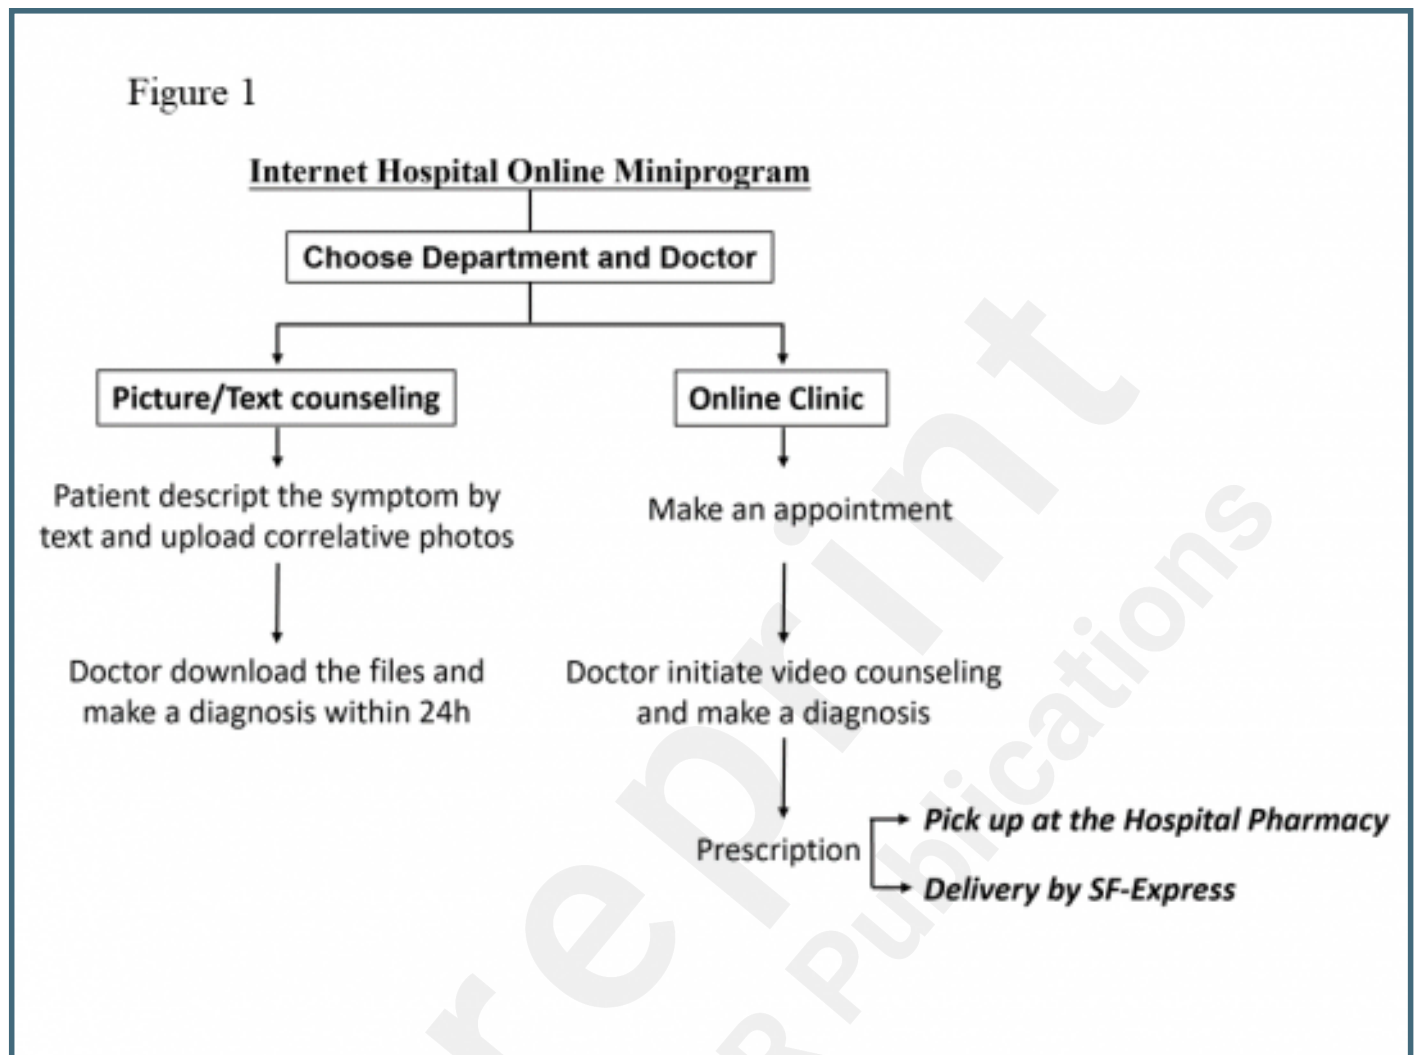 Figure 1
Internet Hospital Online Miniprogram
Choose Department and Doctor
Picture/Text counseling
Online Clinic
Patient descript the symptom by
text and upload correlative photos
Make an appointment
Doctor download the files and
make a diagnosis within 24h
Doctor initiate video counseling
and make a diagnosis
Prescription
Pick up at the Hospital Pharmacy
Delivery by SF-Express
reprint
R Publications